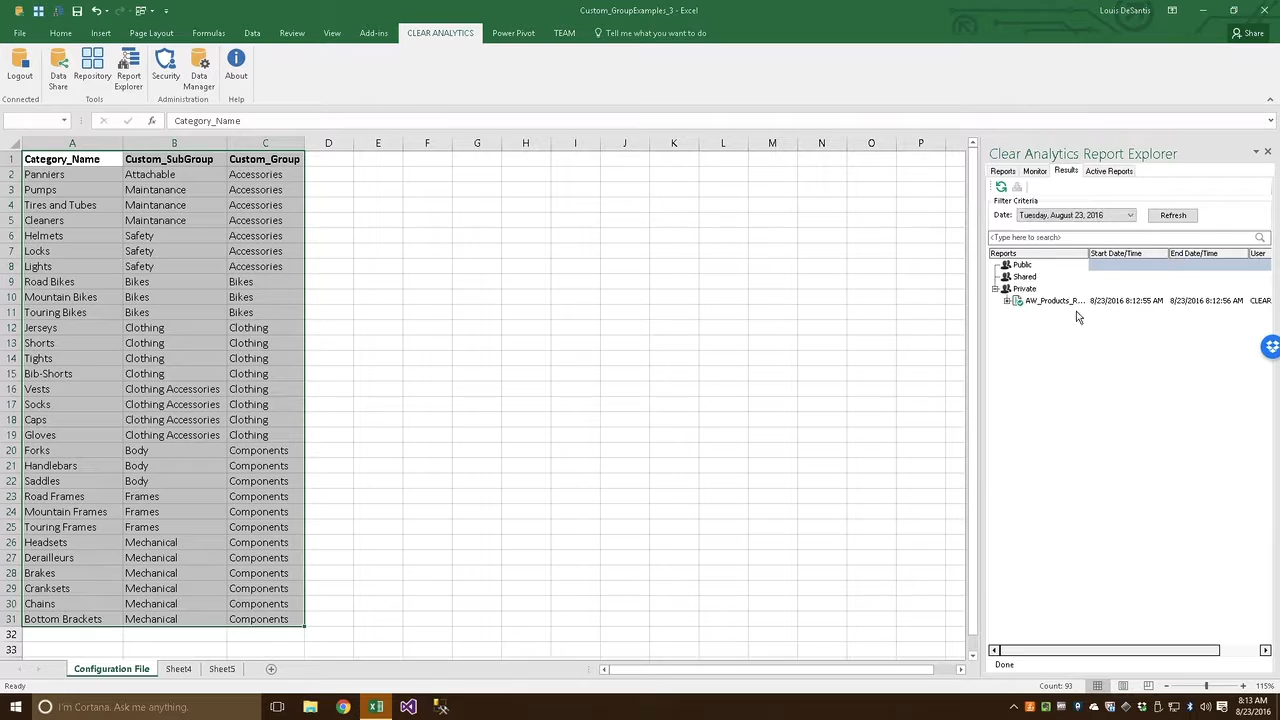 Custom_GroupExamples_3 - Excel
Louis DeSantis
File Home Insert Page Layout Formulas Data Review View Add-ins CLEAR ANALYTICS Power Pivot TEAM Tell me what you want to do Share
Logout Data Share Repository Report Explorer Security Data Manager About
Connected Tools Administration Help
fx Category_Name
A B C D E F G H I J K L M N O P
1 Category_Name Custom_SubGroup Custom_Group
2 Panniers Attachable Accessories
3 Pumps Maintanance Accessories
4 Tires and Tubes Maintanance Accessories
5 Cleaners Maintanance Accessories
6 Helmets Safety Accessories
7 Locks Safety Accessories
8 Lights Safety Accessories
9 Road Bikes Bikes Bikes
10 Mountain Bikes Bikes Bikes
11 Touring Bikes Bikes Bikes
12 Jerseys Clothing Clothing
13 Shorts Clothing Clothing
14 Tights Clothing Clothing
15 Bib-Shorts Clothing Clothing
16 Vests Clothing Accessories Clothing
17 Socks Clothing Accessories Clothing
18 Caps Clothing Accessories Clothing
19 Gloves Clothing Accessories Clothing
20 Forks Body Components
21 Handlebars Body Components
22 Saddles Body Components
23 Road Frames Frames Components
24 Mountain Frames Frames Components
25 Touring Frames Frames Components
26 Headsets Mechanical Components
27 Derailleurs Mechanical Components
28 Brakes Mechanical Components
29 Cranksets Mechanical Components
30 Chains Mechanical Components
31 Bottom Brackets Mechanical Components
32
33
Clear Analytics Report Explorer
Reports Monitor Results Active Reports
Filter Criteria
Date: Tuesday, August 23, 2016 Refresh
<Type here to search>
Reports Start Date/Time End Date/Time User
Public
Shared
Private
AW_Products_R... 8/23/2016 8:12:55 AM 8/23/2016 8:12:56 AM CLEAR
Done
Configuration File Sheet4 Sheet5
Ready Count: 93 115%
I'm Cortana. Ask me anything.
8:13 AM
8/23/2016